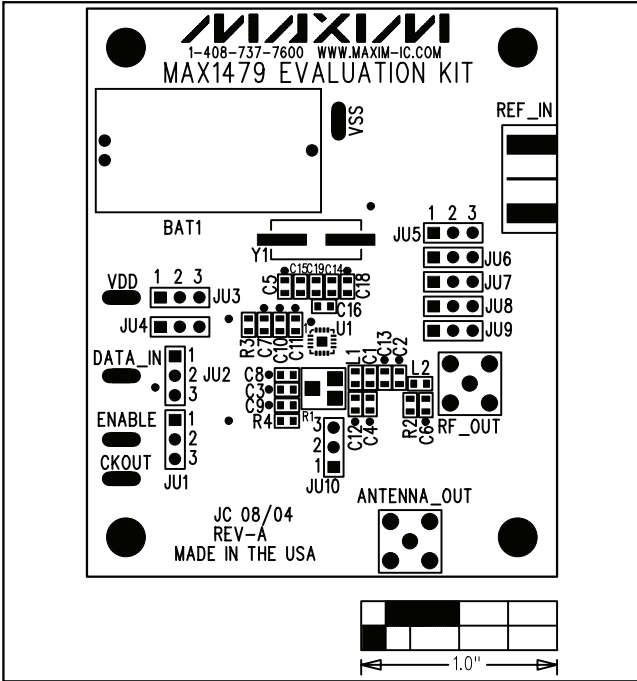 MAXIM
1-408-737-7600 WWW.MAXIM-IC.COM
MAX1479 EVALUATION KIT
REF_IN
VSS
BAT1
1 2 3
JU5
Y1
JU6
C5 C15 C19 C14 C18
JU7
VDD
1 2 3
JU3
C16
JU8
JU4
R3 C7 C10 C11
1
U1
JU9
DATA_IN
1
2
3
JU2
C8
C3
C9
R4
R1
L1 C1 C13 C2
L2
C12 C4
R2 C6
RF_OUT
ENABLE
1
2
3
JU1
CKOUT
3
2
1
JU10
ANTENNA_OUT
JC 08/04
REV-A
MADE IN THE USA
1.0"